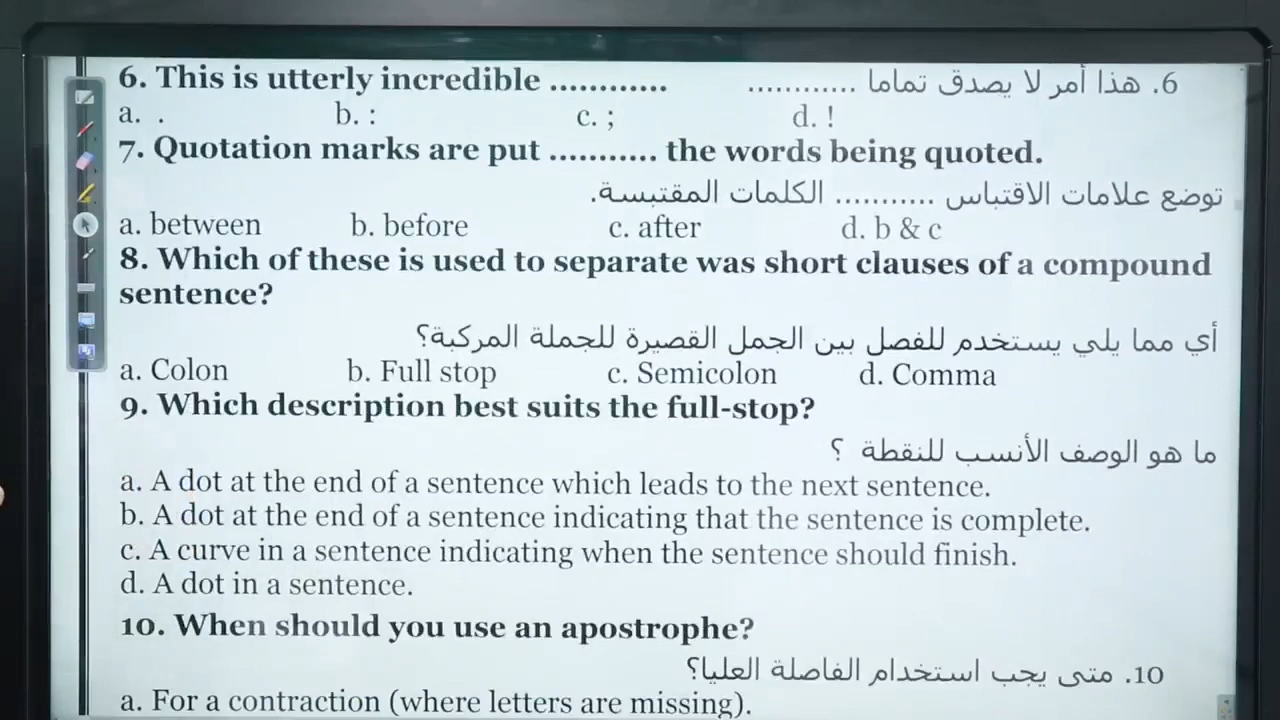 6. This is utterly incredible ............ 6. هذا أمر لا يصدق تماما ............
a. . b. : c. ; d. !
7. Quotation marks are put ........... the words being quoted.
توضع علامات الاقتباس ........... الكلمات المقتبسة.
a. between b. before c. after d. b & c
8. Which of these is used to separate was short clauses of a compound
sentence?
أي مما يلي يستخدم للفصل بين الجمل القصيرة للجملة المركبة؟
a. Colon b. Full stop c. Semicolon d. Comma
9. Which description best suits the full-stop?
ما هو الوصف الأنسب للنقطة ؟
a. A dot at the end of a sentence which leads to the next sentence.
b. A dot at the end of a sentence indicating that the sentence is complete.
c. A curve in a sentence indicating when the sentence should finish.
d. A dot in a sentence.
10. When should you use an apostrophe?
10. متى يجب استخدام الفاصلة العليا؟
a. For a contraction (where letters are missing).